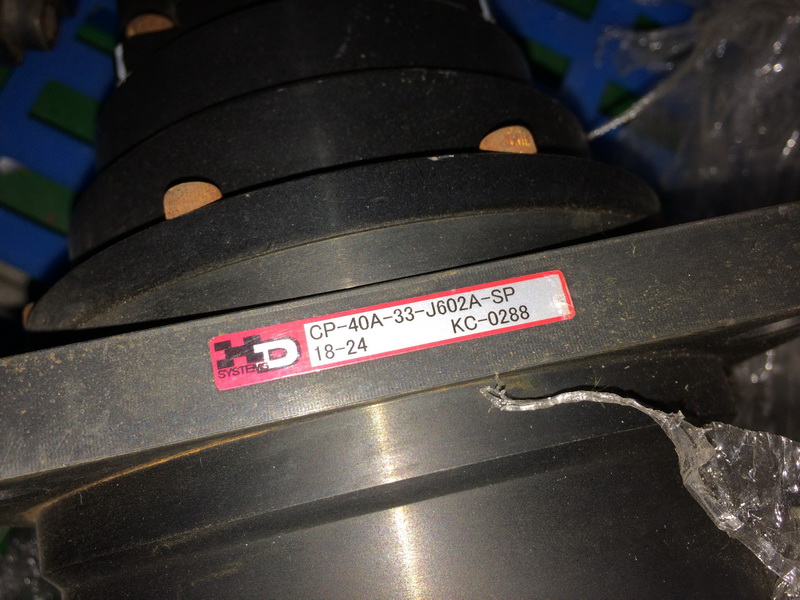 HD
SYSTEMS
CP-40A-33-J602A-SP
18-24 KC-0288